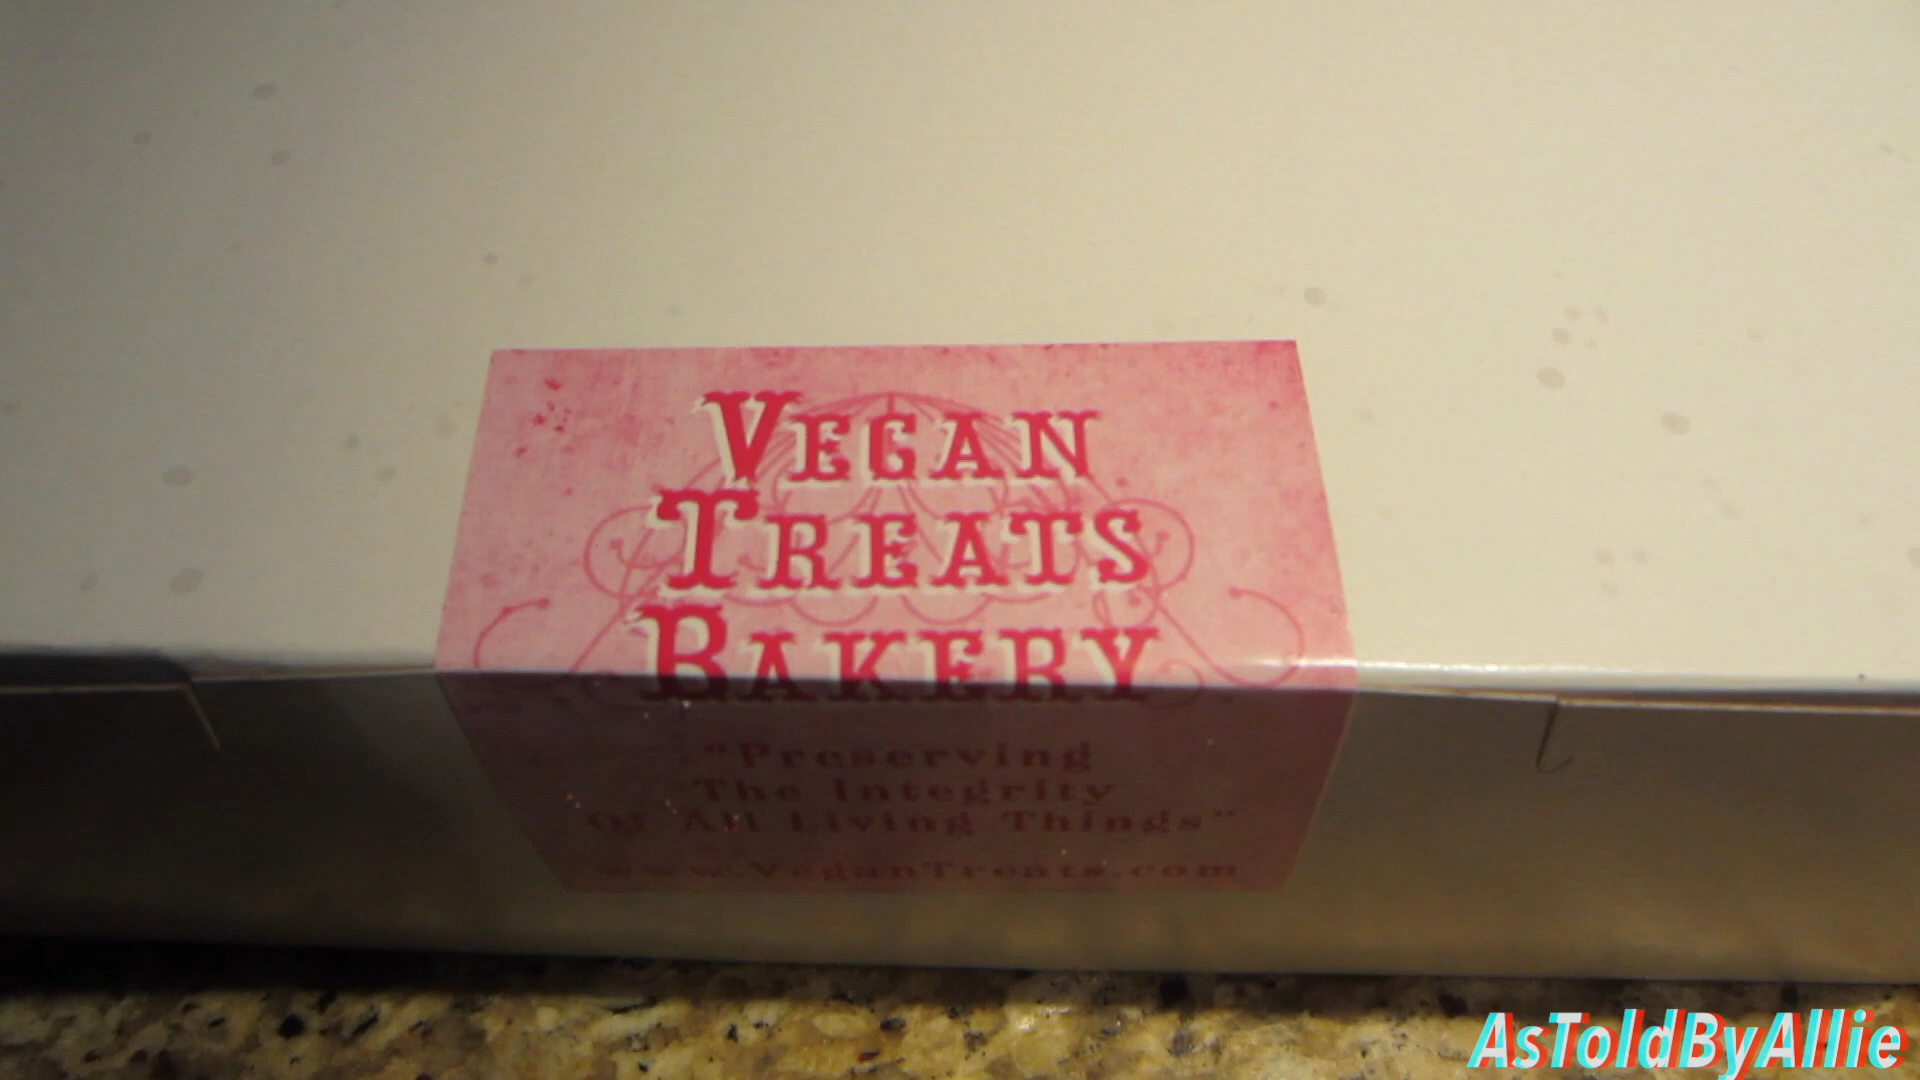 VEGAN
TREATS
BAKERY
"Preserving
The Integrity
Of All Living Things"
www.VeganTreats.com
AsToldByAllie